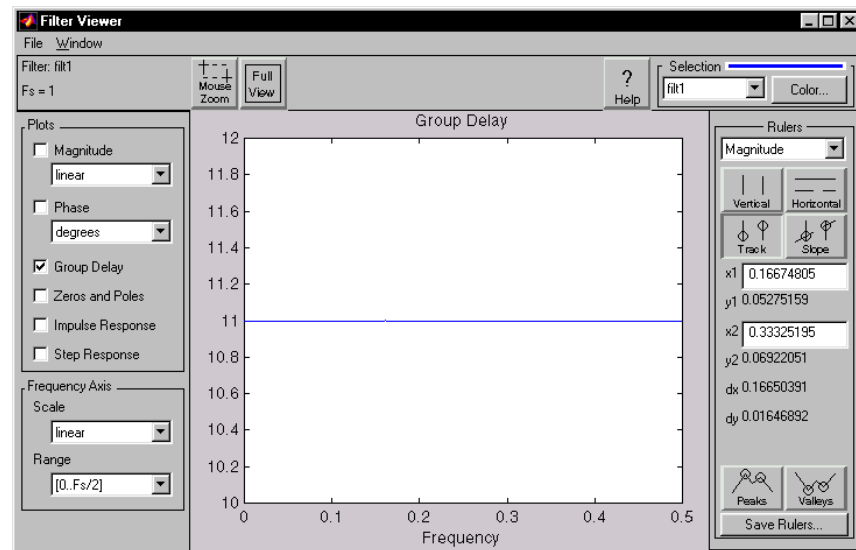 Filter Viewer
File Window
Filter: filt1
Fs = 1
Mouse
Zoom
Full
View
?
Help
Selection
filt1
Color...
Plots
Magnitude
linear
Phase
degrees
Group Delay
Zeros and Poles
Impulse Response
Step Response
Frequency Axis
Scale
linear
Range
[0..Fs/2]
Group Delay
12
11.8
11.6
11.4
11.2
11
10.8
10.6
10.4
10.2
10
0 0.1 0.2 0.3 0.4 0.5
Frequency
Rulers
Magnitude
Vertical
Horizontal
Track
Slope
x1 0.16674805
y1 0.05275159
x2 0.33325195
y2 0.06922051
dx 0.16650391
dy 0.01646892
Peaks
Valleys
Save Rulers...